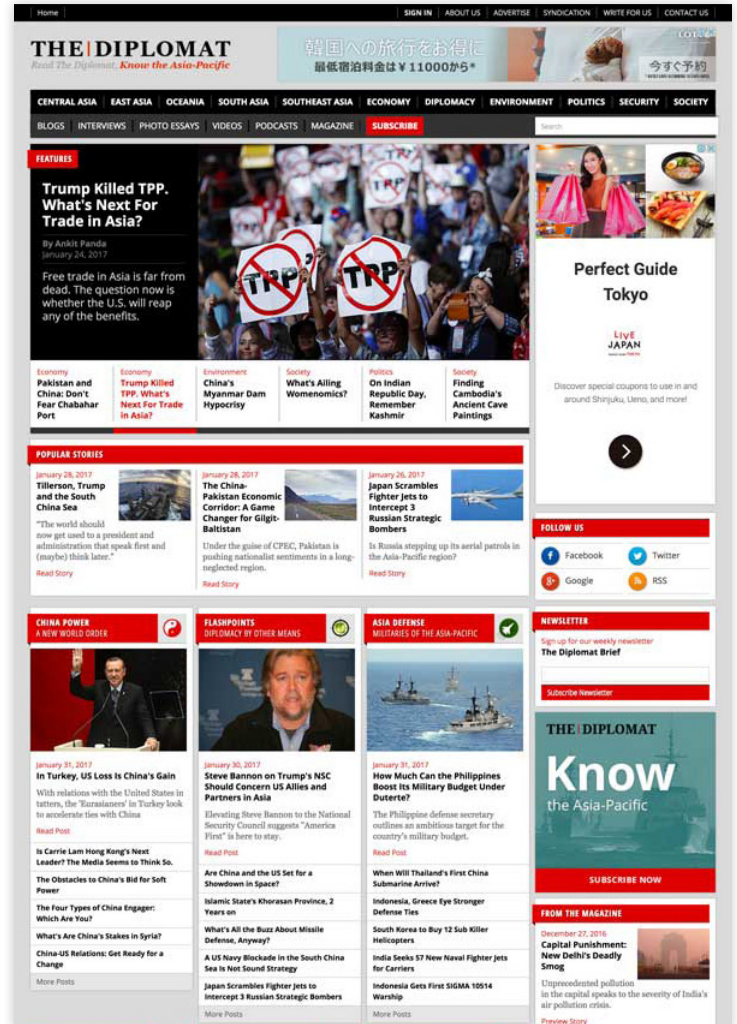 Home
SIGN IN ABOUT US ADVERTISE SYNDICATION WRITE FOR US CONTACT US
THE DIPLOMAT
Read The Diplomat, Know the Asia-Pacific
韓国への旅行をお得に
最低宿泊料金は ¥ 11000から*
今すぐ予約
CENTRAL ASIA EAST ASIA OCEANIA SOUTH ASIA SOUTHEAST ASIA ECONOMY DIPLOMACY ENVIRONMENT POLITICS SECURITY SOCIETY
BLOGS INTERVIEWS PHOTO ESSAYS VIDEOS PODCASTS MAGAZINE SUBSCRIBE
Search
FEATURES
Trump Killed TPP.
What's Next For
Trade in Asia?
By Ankit Panda
January 24, 2017
Free trade in Asia is far from
dead. The question now is
whether the U.S. will reap
any of the benefits.
TPP
TPP
TPP
Economy
Pakistan and
China: Don't
Fear Chabahar
Port
Economy
Trump Killed
TPP. What's
Next For Trade
in Asia?
Environment
China's
Myanmar Dam
Hypocrisy
Society
What's Ailing
Womenomics?
Politics
On Indian
Republic Day,
Remember
Kashmir
Society
Finding
Cambodia's
Ancient Cave
Paintings
Perfect Guide
Tokyo
LIVE
JAPAN
Discover special coupons to use in and
around Shinjuku, Ueno, and more!
POPULAR STORIES
January 28, 2017
Tillerson, Trump
and the South
China Sea
"The world should
now get used to a president and
administration that speak first and
(maybe) think later."
Read Story
January 28, 2017
The China-
Pakistan Economic
Corridor: A Game
Changer for Gilgit-
Baltistan
Under the guise of CPEC, Pakistan is
pushing nationalist sentiments in a long-
neglected region.
Read Story
January 26, 2017
Japan Scrambles
Fighter Jets to
Intercept 3
Russian Strategic
Bombers
Is Russia stepping up its aerial patrols in
the Asia-Pacific region?
Read Story
FOLLOW US
Facebook
Twitter
Google
RSS
CHINA POWER
A NEW WORLD ORDER
January 31, 2017
In Turkey, US Loss Is China's Gain
With relations with the United States in
tatters, the 'Eurasianers' in Turkey look
to accelerate ties with China
Read Post
Is Carrie Lam Hong Kong's Next
Leader? The Media Seems to Think So.
The Obstacles to China's Bid for Soft
Power
The Four Types of China Engager:
Which Are You?
What's Are China's Stakes in Syria?
China-US Relations: Get Ready for a
Change
More Posts
FLASHPOINTS
DIPLOMACY BY OTHER MEANS
January 30, 2017
Steve Bannon on Trump's NSC
Should Concern US Allies and
Partners in Asia
Elevating Steve Bannon to the National
Security Council suggests "America
First" is here to stay.
Read Post
Are China and the US Set for a
Showdown in Space?
Islamic State's Khorasan Province, 2
Years on
What's All the Buzz About Missile
Defense, Anyway?
A US Navy Blockade in the South China
Sea Is Not Sound Strategy
Japan Scrambles Fighter Jets to
Intercept 3 Russian Strategic Bombers
More Posts
ASIA DEFENSE
MILITARIES OF THE ASIA-PACIFIC
January 31, 2017
How Much Can the Philippines
Boost Its Military Budget Under
Duterte?
The Philippine defense secretary
outlines an ambitious target for the
country's military budget.
Read Post
When Will Thailand's First China
Submarine Arrive?
Indonesia, Greece Eye Stronger
Defense Ties
South Korea to Buy 12 Sub Killer
Helicopters
India Seeks 57 New Naval Fighter Jets
for Carriers
Indonesia Gets First SIGMA 10514
Warship
More Posts
NEWSLETTER
Sign up for our weekly newsletter
The Diplomat Brief
Subscribe Newsletter
THE DIPLOMAT
Know
the Asia-Pacific
SUBSCRIBE NOW
FROM THE MAGAZINE
December 27, 2016
Capital Punishment:
New Delhi's Deadly
Smog
Unprecedented pollution
in the capital speaks to the severity of India's
air pollution crisis.
Preview Story